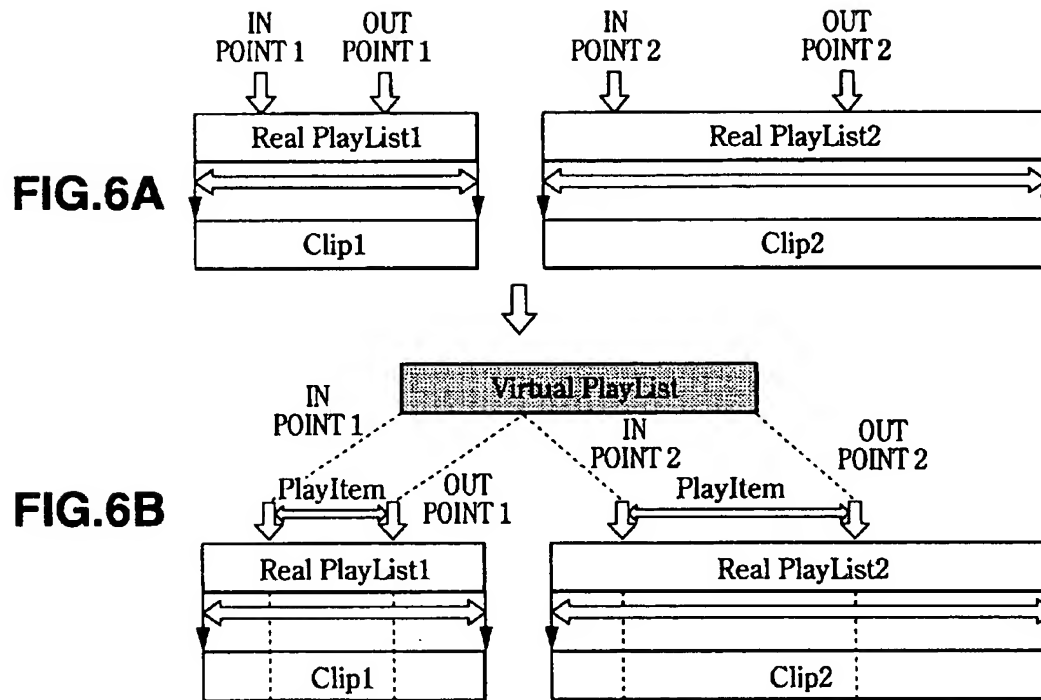 IN
POINT 1
OUT
POINT 1
IN
POINT 2
OUT
POINT 2
Real PlayList1
Real PlayList2
FIG.6A
Clip1
Clip2
Virtual PlayList
IN
POINT 1
IN
POINT 2
OUT
POINT 2
FIG.6B
PlayItem
OUT
POINT 1
PlayItem
Real PlayList1
Real PlayList2
Clip1
Clip2